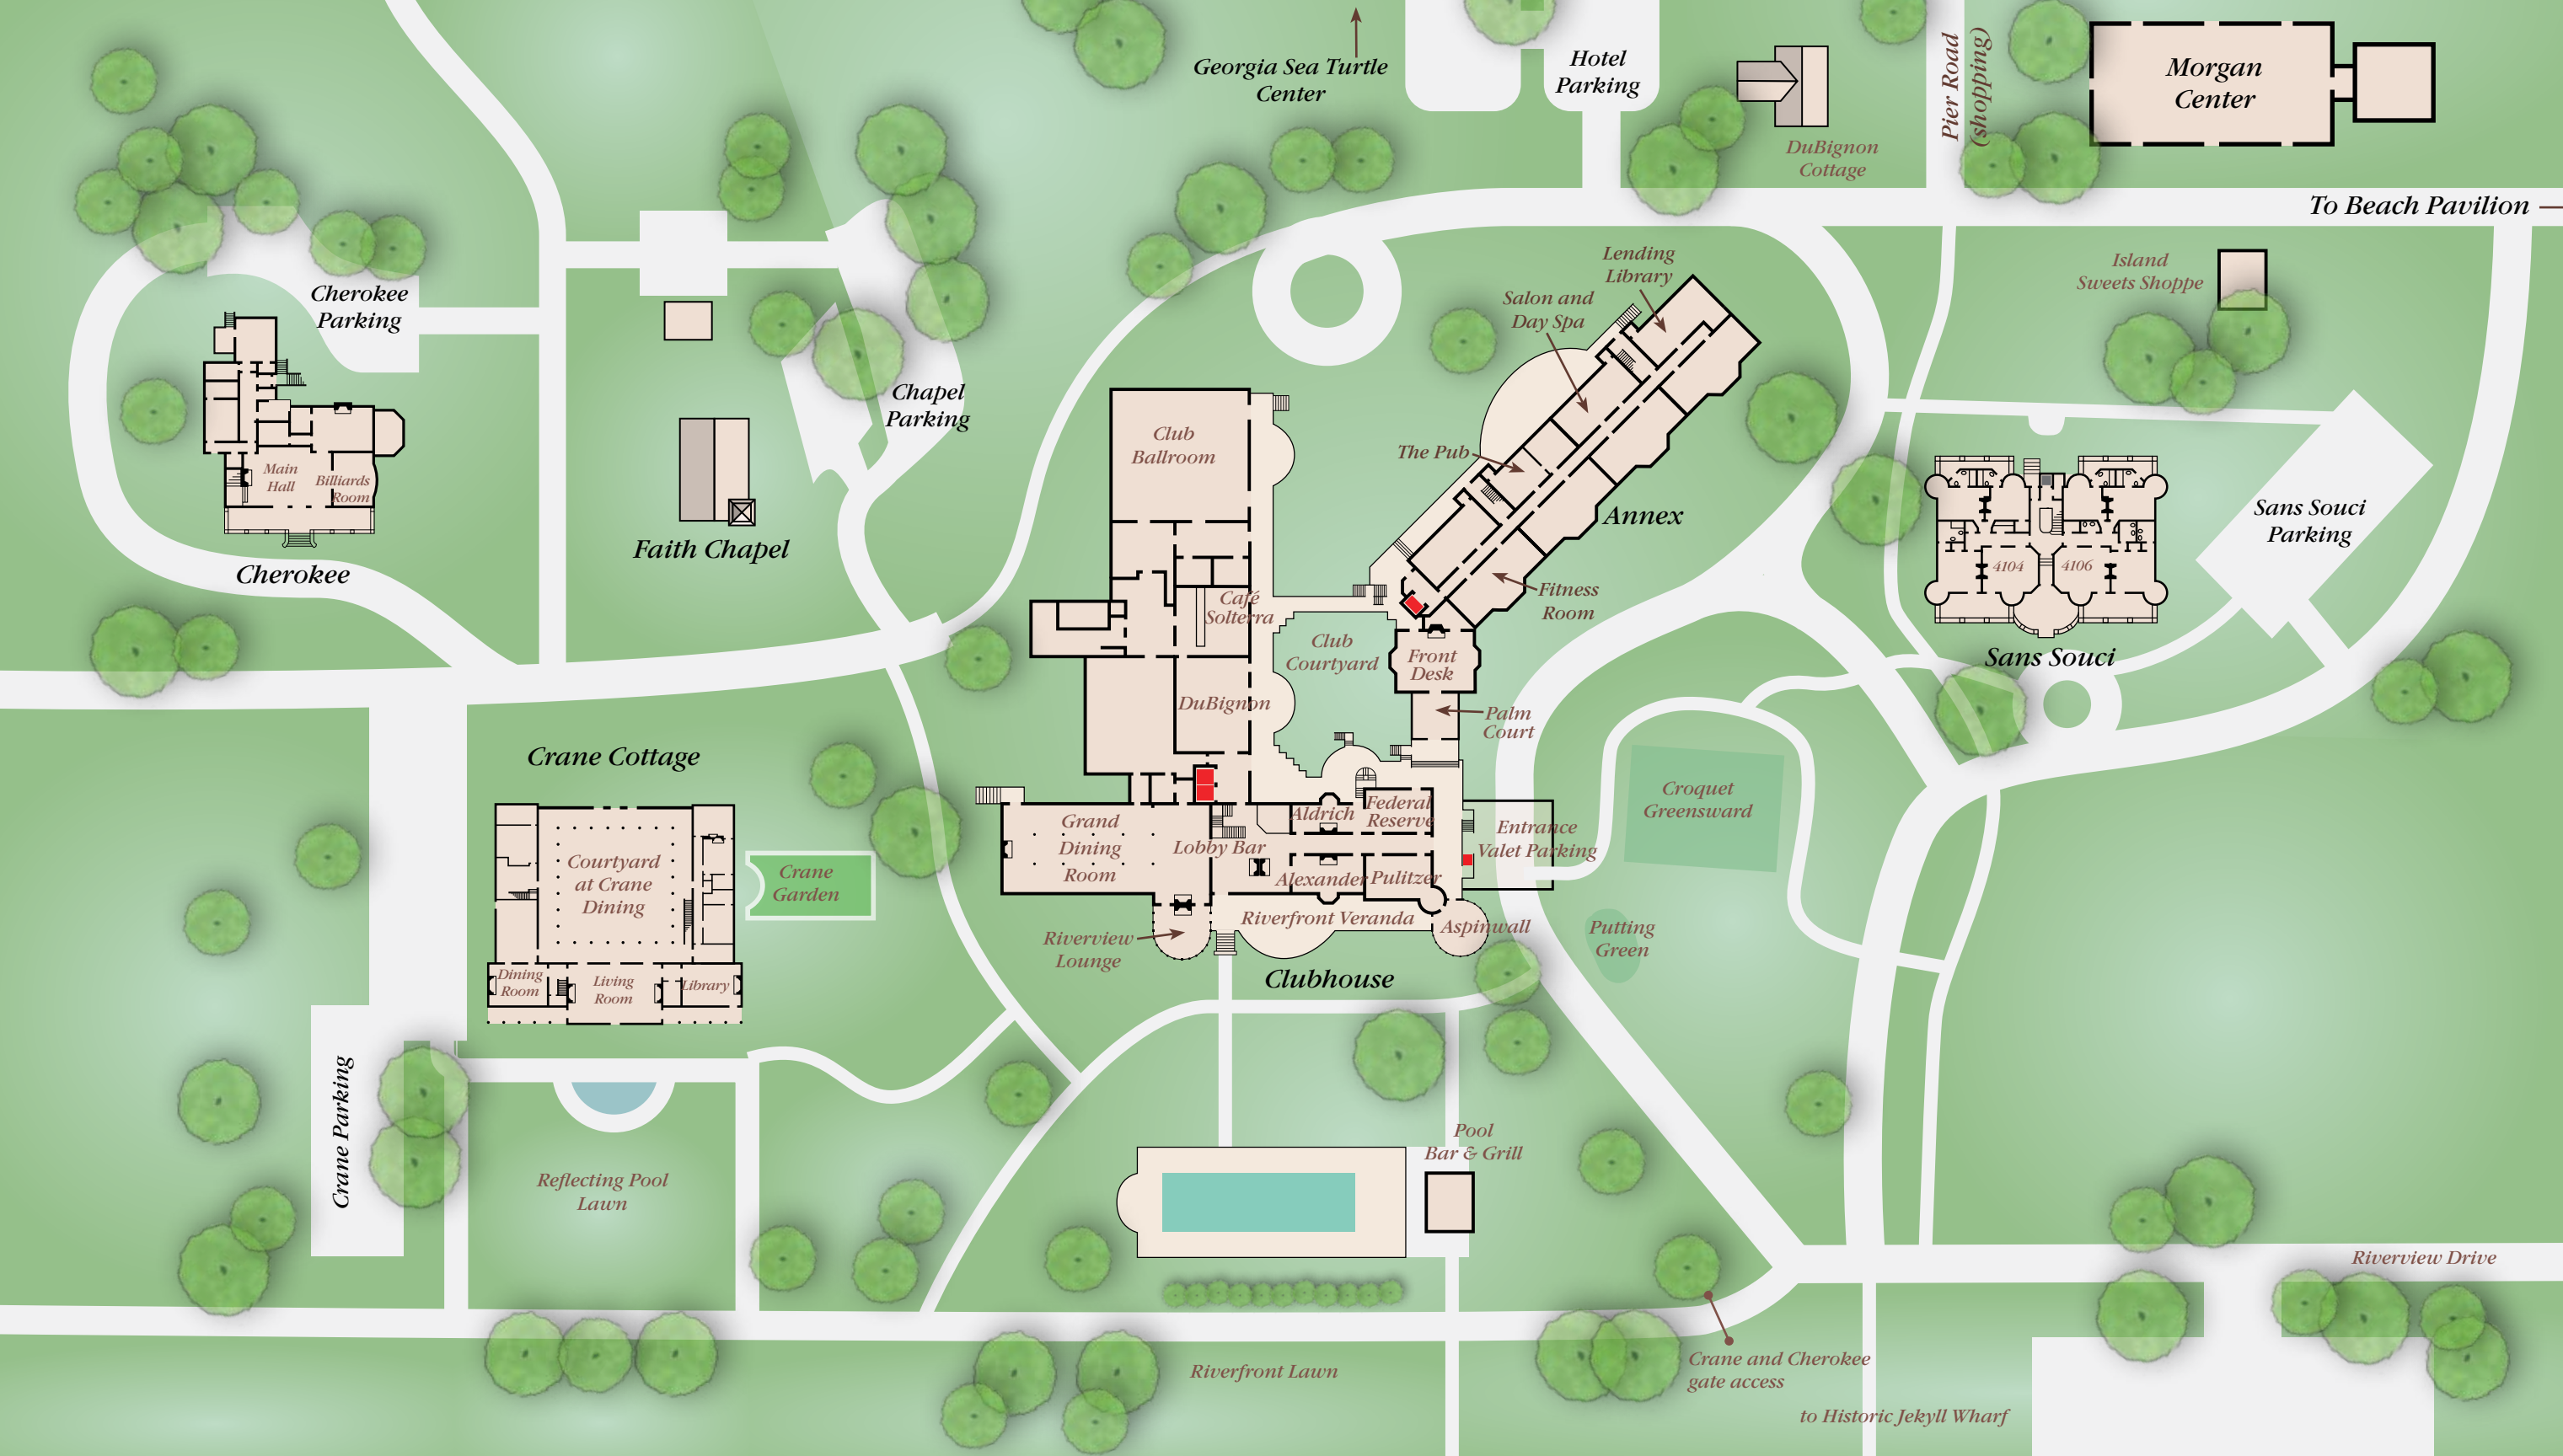 Georgia Sea Turtle
Center
Hotel
Parking
DuBignon
Cottage
Pier Road
(shopping)
Morgan
Center
To Beach Pavilion
Island
Sweets Shoppe
Lending
Library
Salon and
Day Spa
The Pub
Annex
Fitness
Room
Cherokee
Parking
Main
Hall
Billiards
Room
Cherokee
Chapel
Parking
Faith Chapel
Club
Ballroom
Café
Solterra
Club
Courtyard
Front
Desk
DuBignon
Palm
Court
Sans Souci
Parking
4104
4106
Sans Souci
Crane Cottage
Courtyard
at Crane
Dining
Crane
Garden
Dining
Room
Living
Room
Library
Grand
Dining
Room
Lobby Bar
Aldrich
Federal
Reserve
Alexander
Pulitzer
Entrance
Valet Parking
Croquet
Greensward
Riverfront Veranda
Aspinwall
Riverview
Lounge
Clubhouse
Putting
Green
Crane Parking
Reflecting Pool
Lawn
Pool
Bar & Grill
Riverview Drive
Riverfront Lawn
Crane and Cherokee
gate access
to Historic Jekyll Wharf